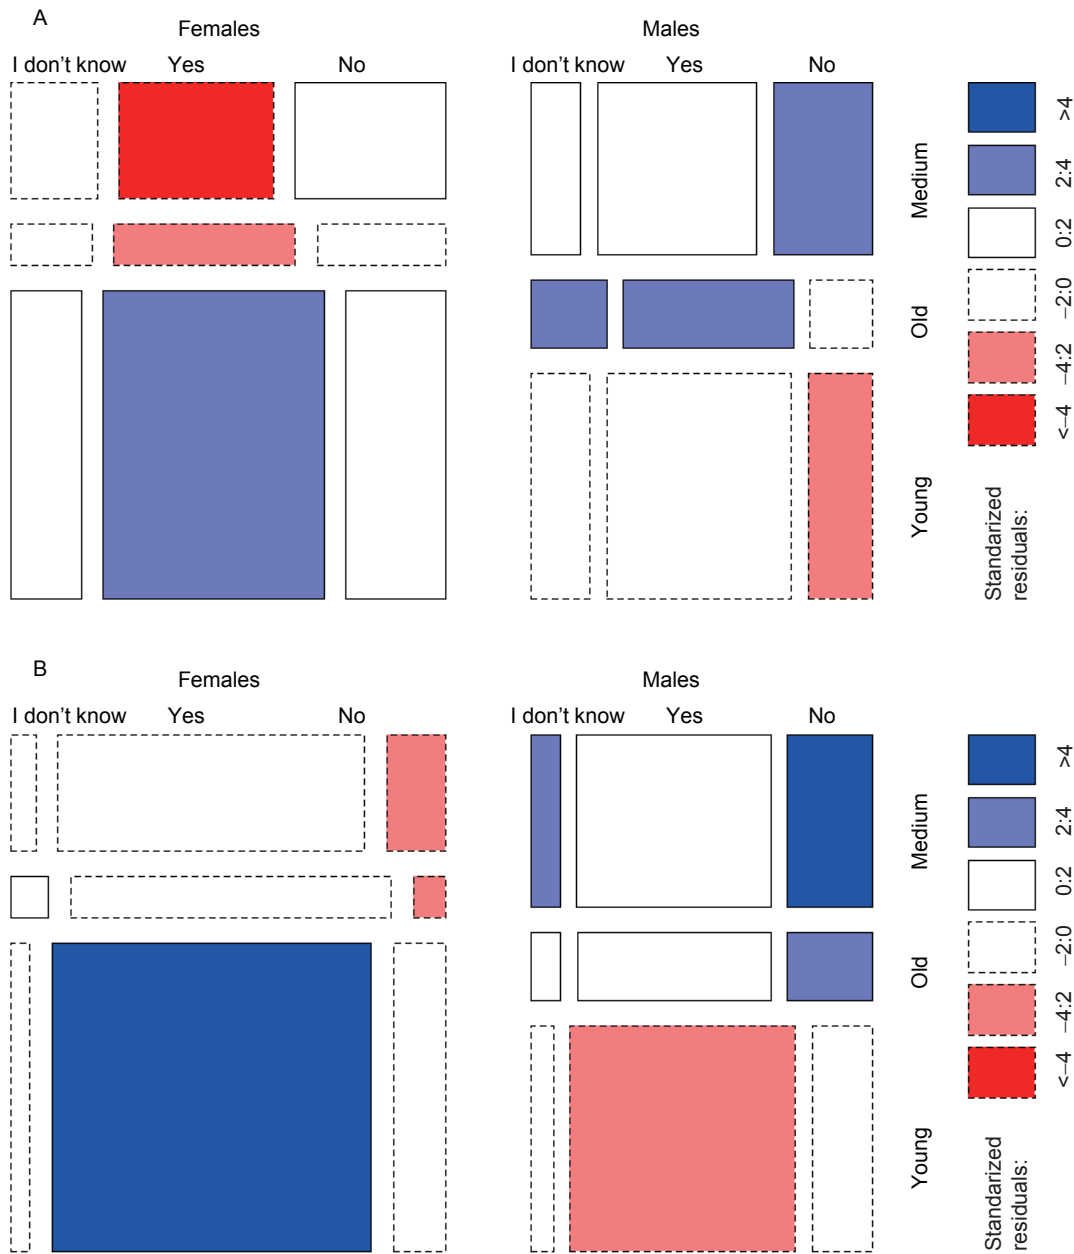 A
Females
Males
I don't know Yes No
I don't know Yes No
Medium
Old
Young
>4
2:4
0:2
−2:0
−4:2
<−4
Standarized
residuals:
B
Females
Males
I don't know Yes No
I don't know Yes No
Medium
Old
Young
>4
2:4
0:2
−2:0
−4:2
<−4
Standarized
residuals: